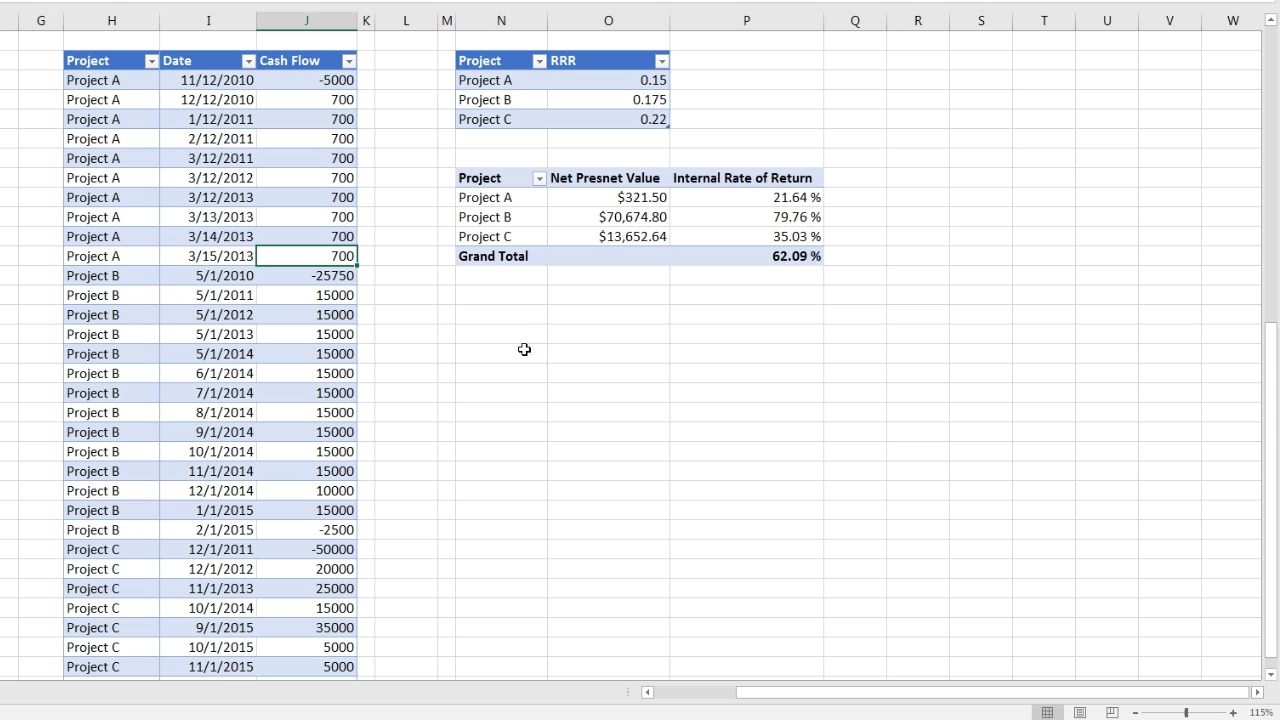 G H I J K L M N O P Q R S T U V W
Project Date Cash Flow Project RRR
Project A 11/12/2010 -5000 Project A 0.15
Project A 12/12/2010 700 Project B 0.175
Project A 1/12/2011 700 Project C 0.22
Project A 2/12/2011 700
Project A 3/12/2011 700
Project A 3/12/2012 700 Project Net Presnet Value Internal Rate of Return
Project A 3/12/2013 700 Project A $321.50 21.64 %
Project A 3/13/2013 700 Project B $70,674.80 79.76 %
Project A 3/14/2013 700 Project C $13,652.64 35.03 %
Project A 3/15/2013 700 Grand Total 62.09 %
Project B 5/1/2010 -25750
Project B 5/1/2011 15000
Project B 5/1/2012 15000
Project B 5/1/2013 15000
Project B 5/1/2014 15000
Project B 6/1/2014 15000
Project B 7/1/2014 15000
Project B 8/1/2014 15000
Project B 9/1/2014 15000
Project B 10/1/2014 15000
Project B 11/1/2014 15000
Project B 12/1/2014 10000
Project B 1/1/2015 15000
Project B 2/1/2015 -2500
Project C 12/1/2011 -50000
Project C 12/1/2012 20000
Project C 11/1/2013 25000
Project C 10/1/2014 15000
Project C 9/1/2015 35000
Project C 10/1/2015 5000
Project C 11/1/2015 5000
115%